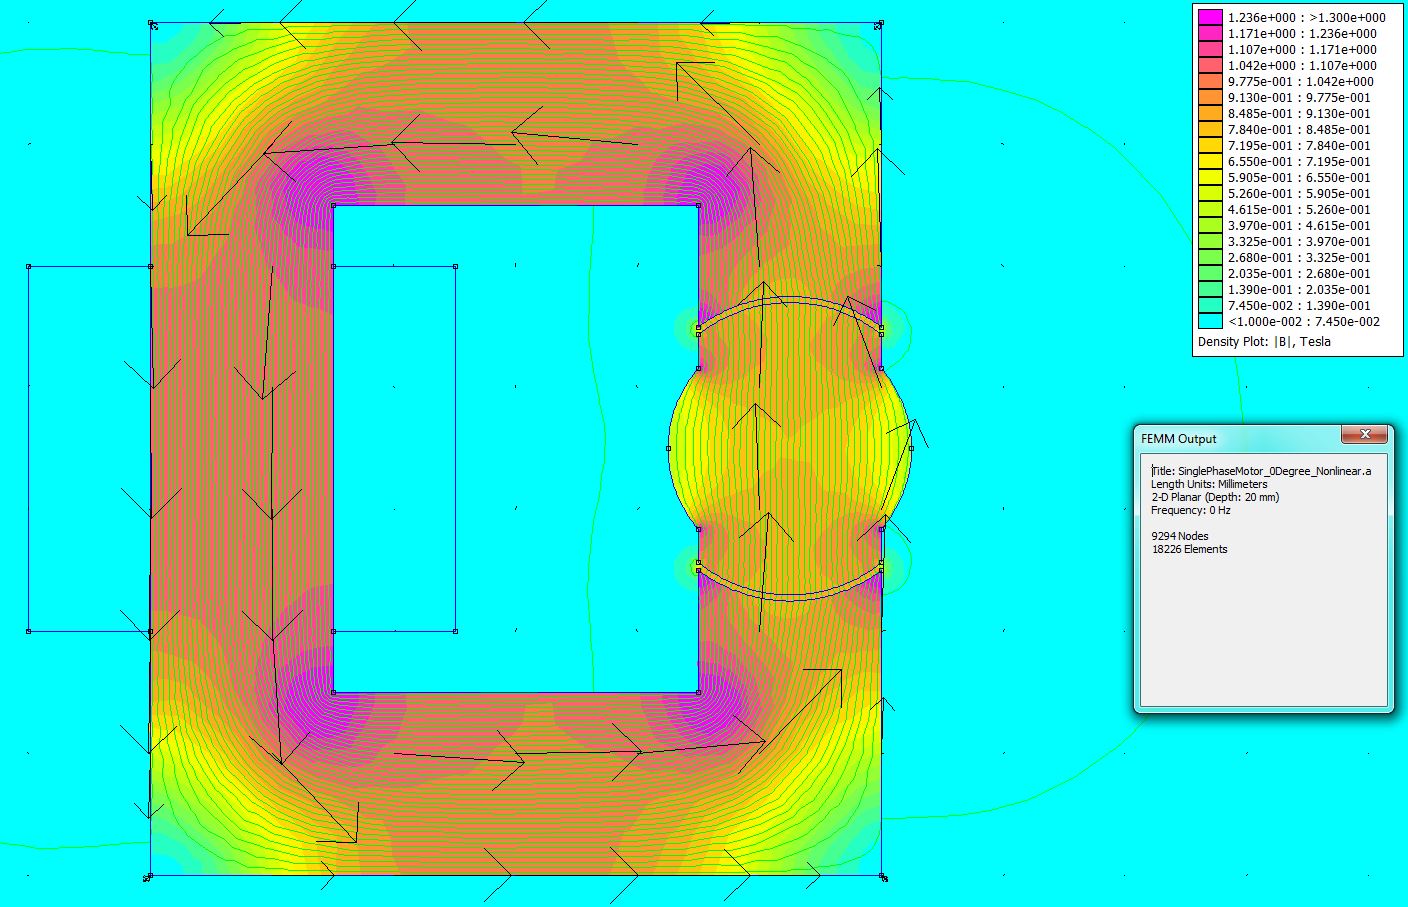 1.236e+000 : >1.300e+000
1.171e+000 : 1.236e+000
1.107e+000 : 1.171e+000
1.042e+000 : 1.107e+000
9.775e-001 : 1.042e+000
9.130e-001 : 9.775e-001
8.485e-001 : 9.130e-001
7.840e-001 : 8.485e-001
7.195e-001 : 7.840e-001
6.550e-001 : 7.195e-001
5.905e-001 : 6.550e-001
5.260e-001 : 5.905e-001
4.615e-001 : 5.260e-001
3.970e-001 : 4.615e-001
3.325e-001 : 3.970e-001
2.680e-001 : 3.325e-001
2.035e-001 : 2.680e-001
1.390e-001 : 2.035e-001
7.450e-002 : 1.390e-001
<1.000e-002 : 7.450e-002
Density Plot: |B|, Tesla
FEMM Output
Title: SinglePhaseMotor_0Degree_Nonlinear.a
Length Units: Millimeters
2-D Planar (Depth: 20 mm)
Frequency: 0 Hz
9294 Nodes
18226 Elements